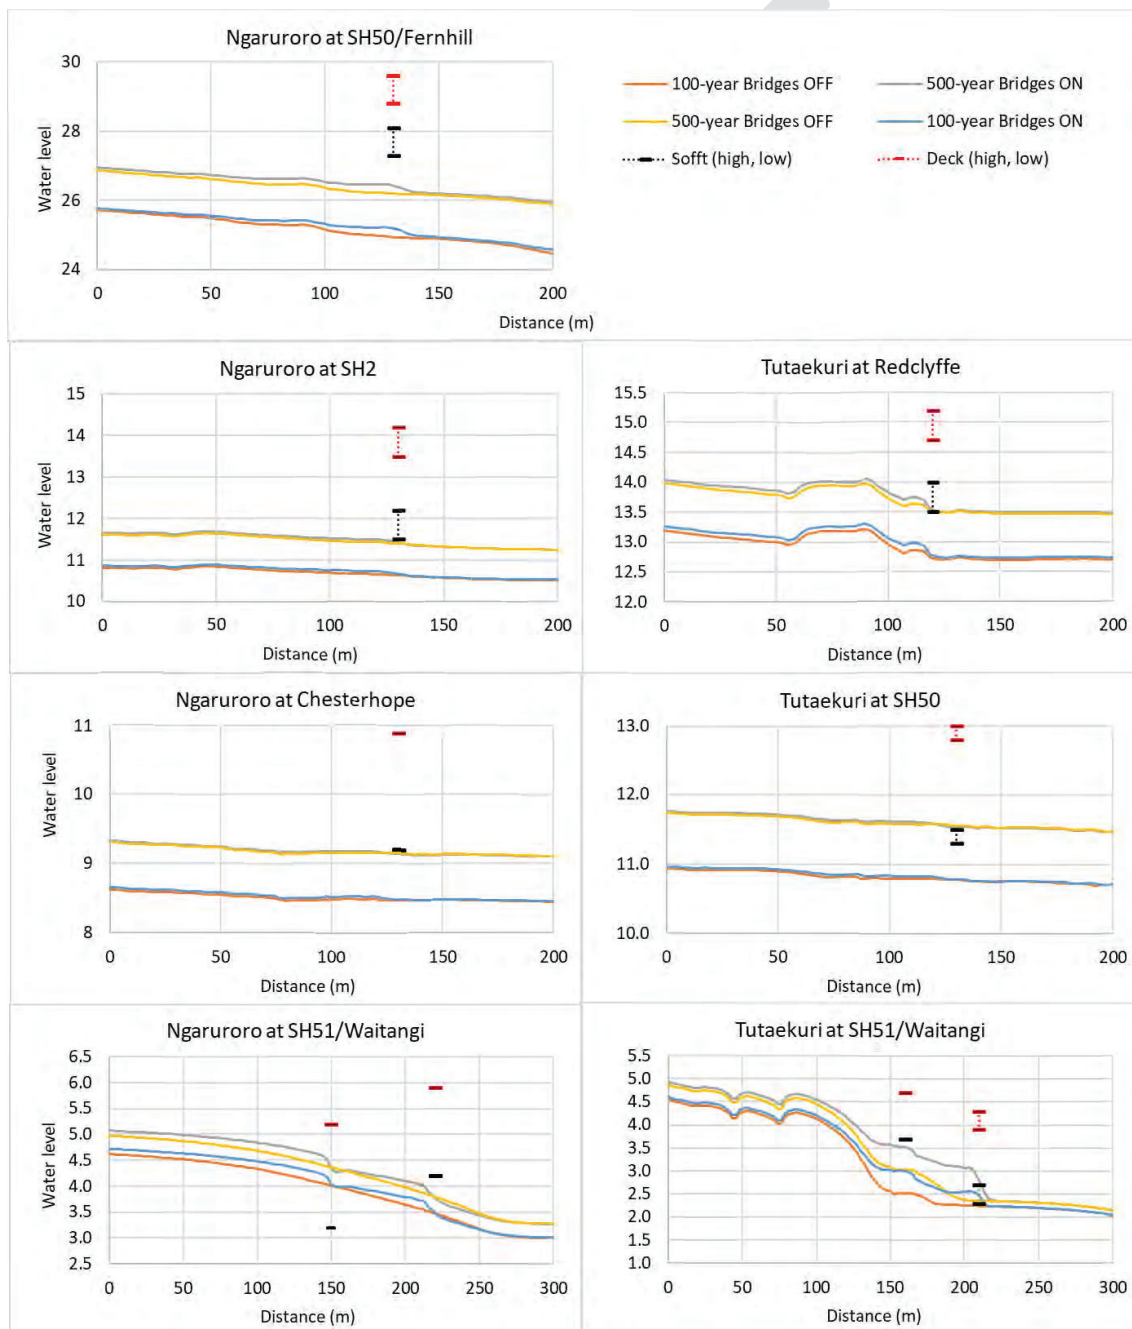 Ngaruroro at SH50/Fernhill
30
28
26
24
Water level
0 50 100 150 200
Distance (m)
100-year Bridges OFF
500-year Bridges ON
500-year Bridges OFF
100-year Bridges ON
Sofft (high, low)
Deck (high, low)
Ngaruroro at SH2
15
14
13
12
11
10
Water level
0 50 100 150 200
Distance (m)
Tutaekuri at Redclyffe
15.5
15.0
14.5
14.0
13.5
13.0
12.5
12.0
0 50 100 150 200
Distance (m)
Ngaruroro at Chesterhope
11
10
9
8
Water level
0 50 100 150 200
Distance (m)
Tutaekuri at SH50
13.0
12.0
11.0
10.0
0 50 100 150 200
Distance (m)
Ngaruroro at SH51/Waitangi
6.5
6.0
5.5
5.0
4.5
4.0
3.5
3.0
2.5
Water level
0 50 100 150 200 250 300
Distance (m)
Tutaekuri at SH51/Waitangi
5.5
5.0
4.5
4.0
3.5
3.0
2.5
2.0
1.5
1.0
0 50 100 150 200 250 300
Distance (m)